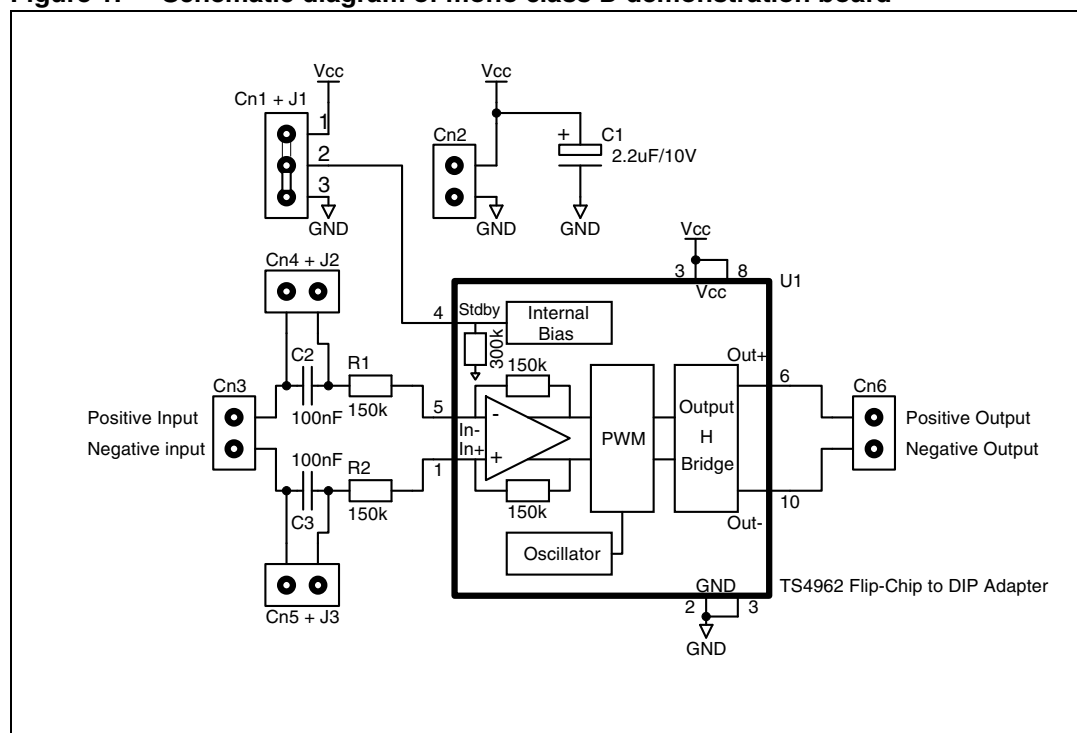 Figure 1. Schematic diagram of mono class D demonstration board
Vcc
Vcc
Cn1 + J1
1
2
3
GND
Cn2
+
C1
2.2uF/10V
GND
GND
Vcc
3
8
Vcc
U1
Cn4 + J2
4
Stdby
Internal
Bias
300k
150k
Out+
6
Cn6
C2
R1
Cn3
100nF
150k
5
Positive Input
Negative input
In-
In+
-
+
PWM
Output
H
Bridge
Positive Output
Negative Output
100nF
R2
1
C3
150k
150k
10
Out-
Oscillator
Cn5 + J3
GND
TS4962 Flip-Chip to DIP Adapter
2
3
GND